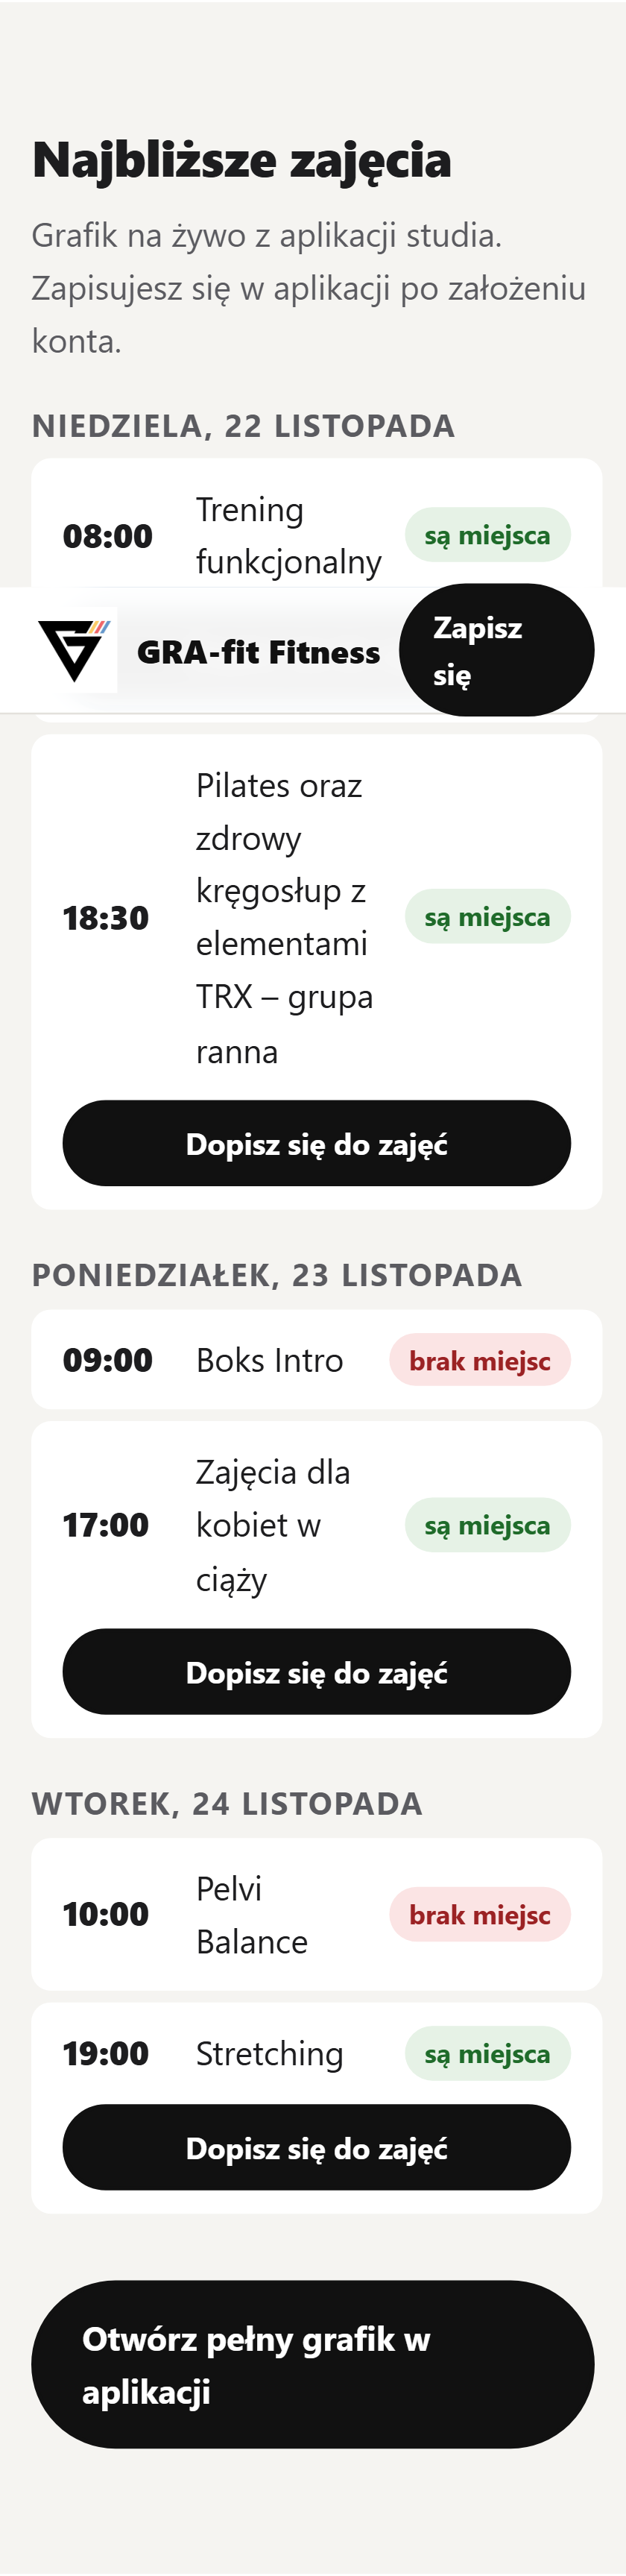 Najbliższe zajęcia
Grafik na żywo z aplikacji studia.
Zapisujesz się w aplikacji po założeniu
konta.
NIEDZIELA, 22 LISTOPADA
08:00
Trening
funkcjonalny
są miejsca
GRA-fit Fitness
Zapisz
się
18:30
Pilates oraz
zdrowy
kręgosłup z
elementami
TRX – grupa
ranna
są miejsca
Dopisz się do zajęć
PONIEDZIAŁEK, 23 LISTOPADA
09:00
Boks Intro
brak miejsc
17:00
Zajęcia dla
kobiet w
ciąży
są miejsca
Dopisz się do zajęć
WTOREK, 24 LISTOPADA
10:00
Pelvi
Balance
brak miejsc
19:00
Stretching
są miejsca
Dopisz się do zajęć
Otwórz pełny grafik w
aplikacji